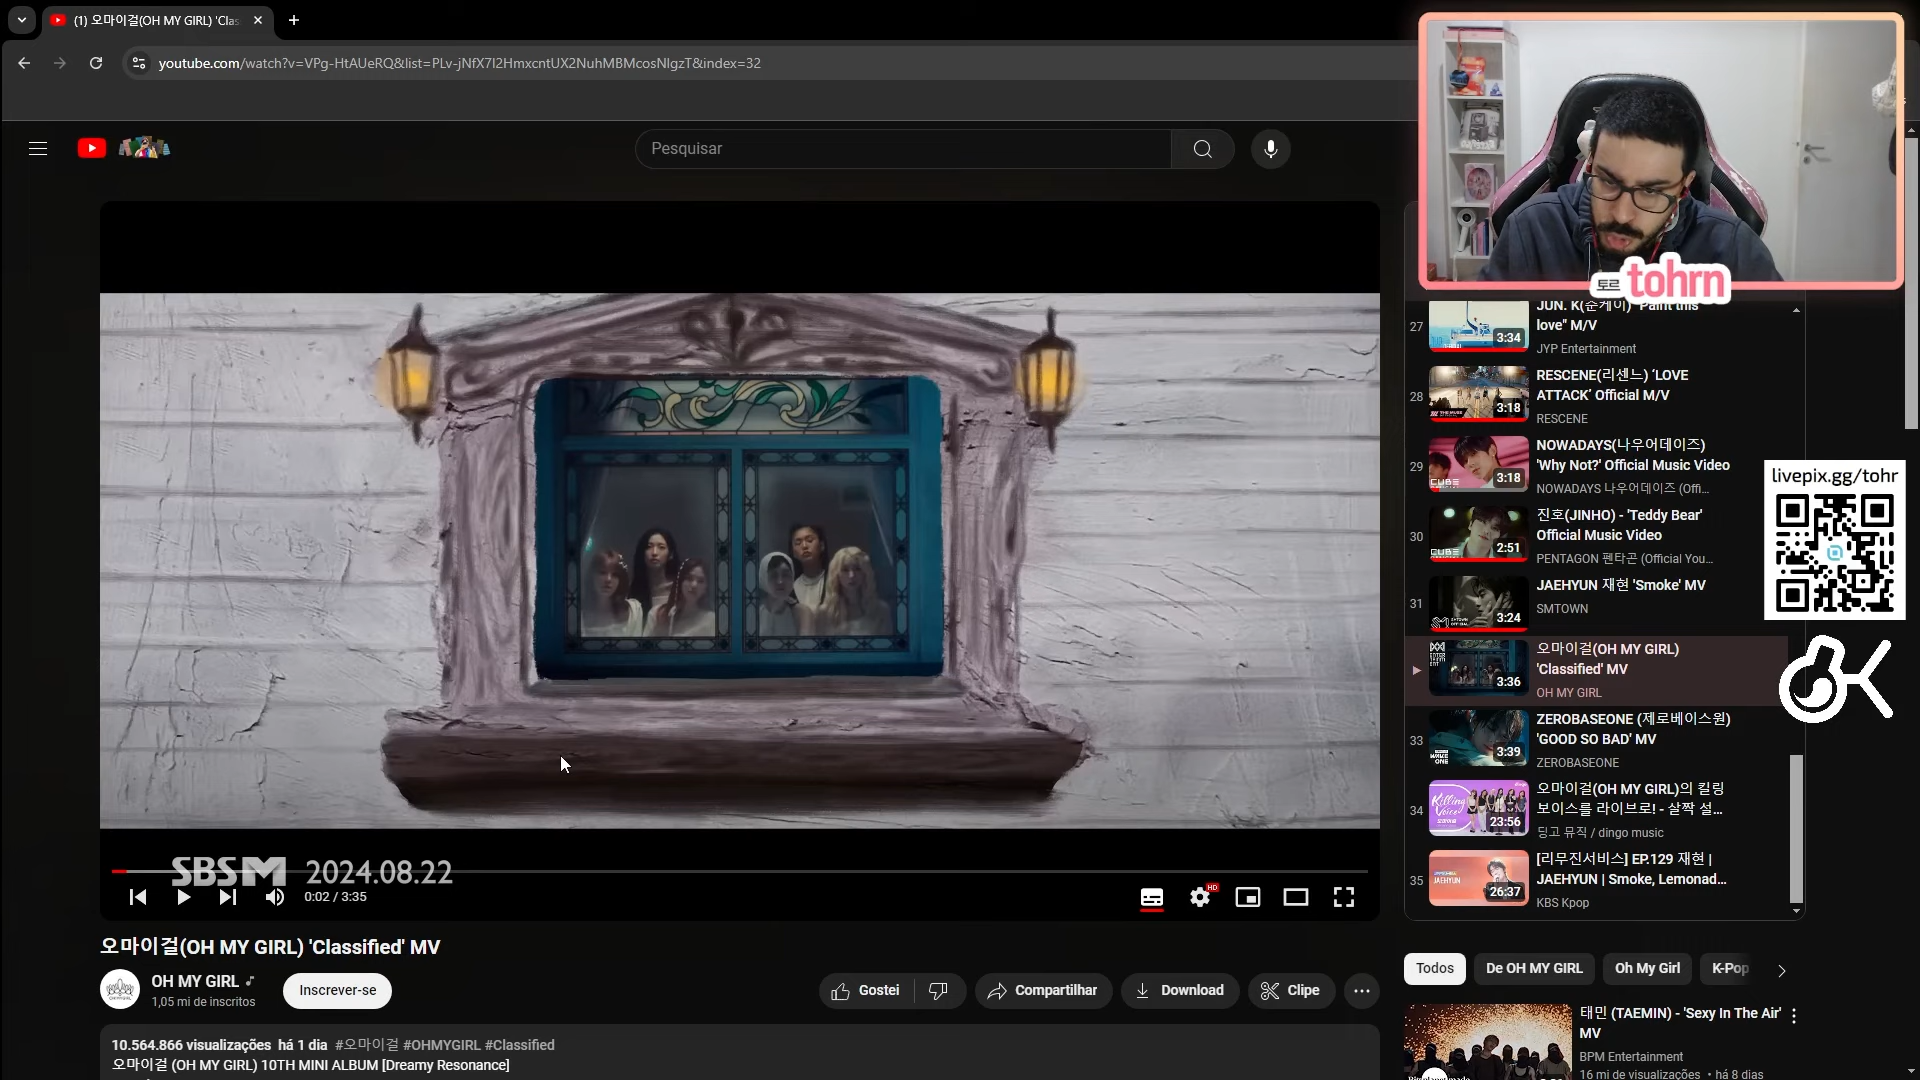 (1) 오마이걸(OH MY GIRL) 'Clas
youtube.com/watch?v=VPg-HtAUeRQ&list=PLv-jNfX7I2HmxcntUX2NuhMBMcosNlgzT&index=32
Pesquisar
토르 tohrn
SBS M 2024.08.22
0:02 / 3:35
HD
오마이걸(OH MY GIRL) 'Classified' MV
OH MY GIRL
1,05 mi de inscritos
Inscrever-se
Gostei
Compartilhar
Download
Clipe
10.564.866 visualizações há 1 dia #오마이걸 #OHMYGIRL #Classified
오마이걸 (OH MY GIRL) 10TH MINI ALBUM [Dreamy Resonance]
27
3:34
JUN. K(준케이) "Paint this
love" M/V
JYP Entertainment
28
3:18
RESCENE(리센느) ‘LOVE
ATTACK’ Official M/V
RESCENE
29
CUBE
3:18
NOWADAYS(나우어데이즈)
'Why Not?' Official Music Video
NOWADAYS 나우어데이즈 (Offi...
30
CUBE
2:51
진호(JINHO) - 'Teddy Bear'
Official Music Video
PENTAGON 펜타곤 (Official You...
31
3:24
JAEHYUN 재현 'Smoke' MV
SMTOWN
3:36
오마이걸(OH MY GIRL)
'Classified' MV
OH MY GIRL
33
3:39
ZEROBASEONE (제로베이스원)
'GOOD SO BAD' MV
ZEROBASEONE
34
Killing
Voice
23:56
오마이걸(OH MY GIRL)의 킬링
보이스를 라이브로! - 살짝 설...
딩고 뮤직 / dingo music
35
JAEHYUN
26:37
[리무진서비스] EP.129 재현 |
JAEHYUN | Smoke, Lemonad...
KBS Kpop
livepix.gg/tohr
OK
Todos
De OH MY GIRL
Oh My Girl
K-Pop
태민 (TAEMIN) - 'Sexy In The Air'
MV
BPM Entertainment
16 mi de visualizações • há 8 dias